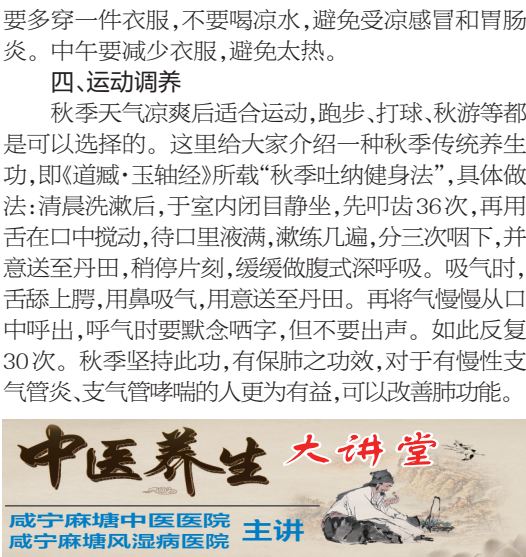 要多穿一件衣服,不要喝凉水,避免受凉感冒和胃肠
炎。中午要减少衣服,避免太热。
四、运动调养
秋季天气凉爽后适合运动,跑步、打球、秋游等都
是可以选择的。这里给大家介绍一种秋季传统养生
功,即《道臧·玉轴经》所载“秋季吐纳健身法”,具体做
法:清晨洗漱后,于室内闭目静坐,先叩齿36次,再用
舌在口中搅动,待口里液满,漱练几遍,分三次咽下,并
意送至丹田,稍停片刻,缓缓做腹式深呼吸。吸气时,
舌舔上腭,用鼻吸气,用意送至丹田。再将气慢慢从口
中呼出,呼气时要默念哂字,但不要出声。如此反复
30次。秋季坚持此功,有保肺之功效,对于有慢性支
气管炎、支气管哮喘的人更为有益,可以改善肺功能。
中医养生大讲堂
咸宁麻塘中医医院
咸宁麻塘风湿病医院
主讲